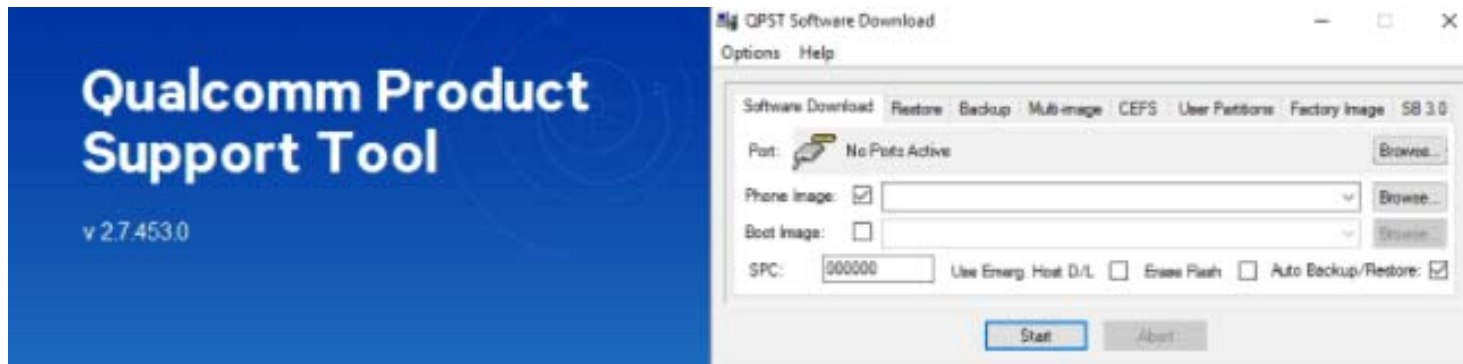 Qualcomm Product
Support Tool
v 2.7.453.0
QPST Software Download
Options Help
Software Download Restore Backup Multi-image CEFS User Partitions Factory Image SB 3.0
Port: No Ports Active Browse...
Phone Image: Browse...
Boot Image: Browse...
SPC: 000000 Use Emerg. Host D/L Erase Flash Auto Backup/Restore:
Start Abort